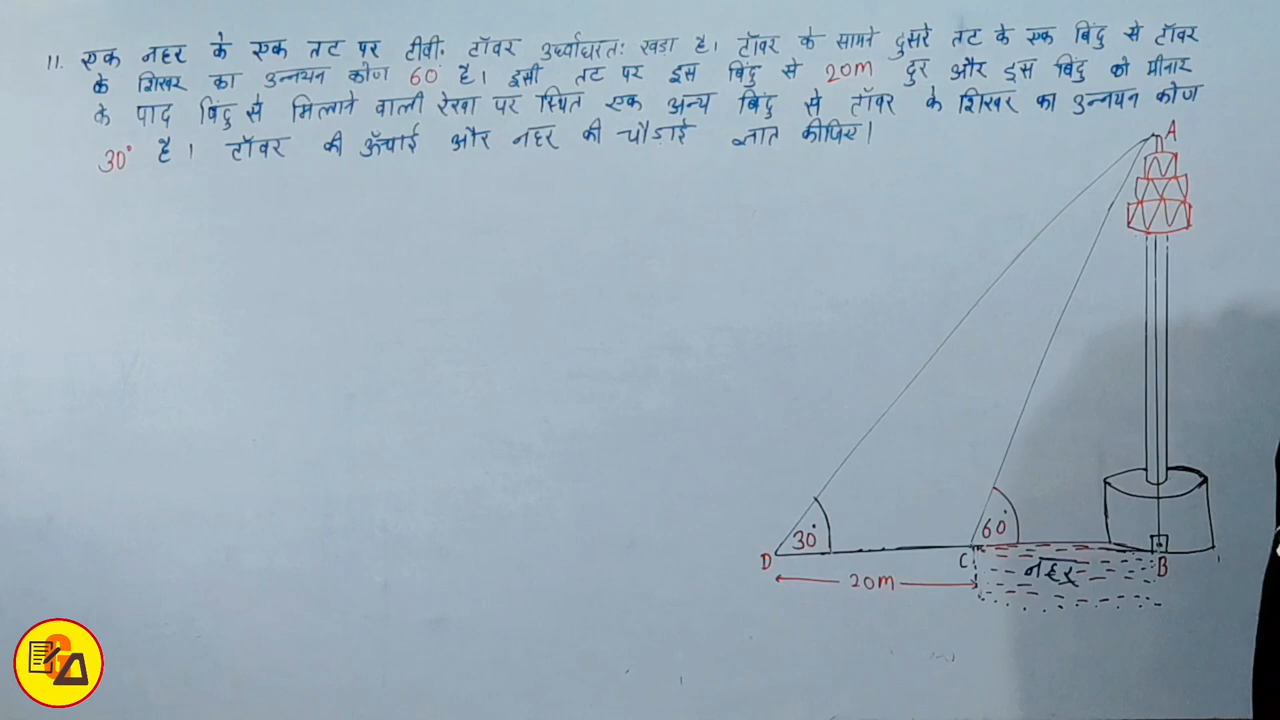 11. एक नहर के एक तट पर टीवी. टॉवर उर्ध्वाधरतः खडा है। टॉवर के सामने दुसरे तट के एक बिंदु से टॉवर
के शिखर का उन्नयन कोण 60° है। इसी तट पर इस बिंदु से 20m दुर और इस बिंदु को मीनार
के पाद बिंदु से मिलाने वाली रेखा पर स्थित एक अन्य बिंदु से टॉवर के शिखर का उन्नयन कोण
30° है। टॉवर की ऊँचाई और नहर की चौड़ाई ज्ञात कीजिए।
A
30°
60°
D
C
नहर
B
20m